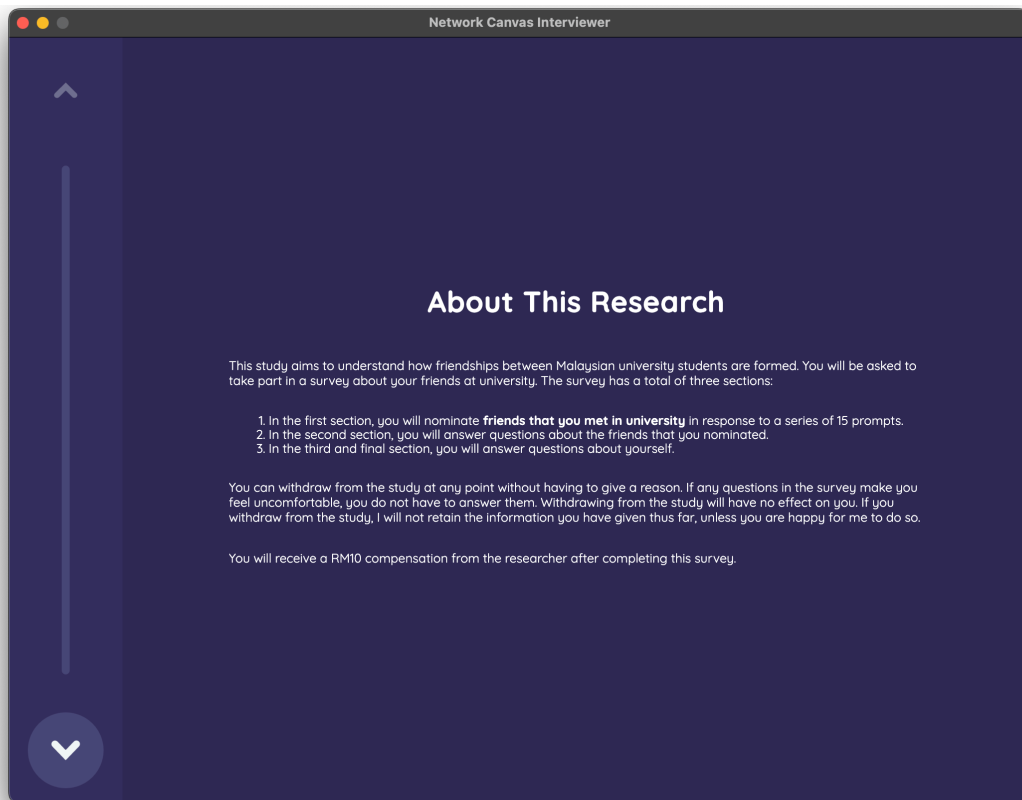 Network Canvas Interviewer
About This Research
This study aims to understand how friendships between Malaysian university students are formed. You will be asked to
take part in a survey about your friends at university. The survey has a total of three sections:
1. In the first section, you will nominate friends that you met in university in response to a series of 15 prompts.
2. In the second section, you will answer questions about the friends that you nominated.
3. In the third and final section, you will answer questions about yourself.
You can withdraw from the study at any point without having to give a reason. If any questions in the survey make you
feel uncomfortable, you do not have to answer them. Withdrawing from the study will have no effect on you. If you
withdraw from the study, I will not retain the information you have given thus far, unless you are happy for me to do so.
You will receive a RM10 compensation from the researcher after completing this survey.